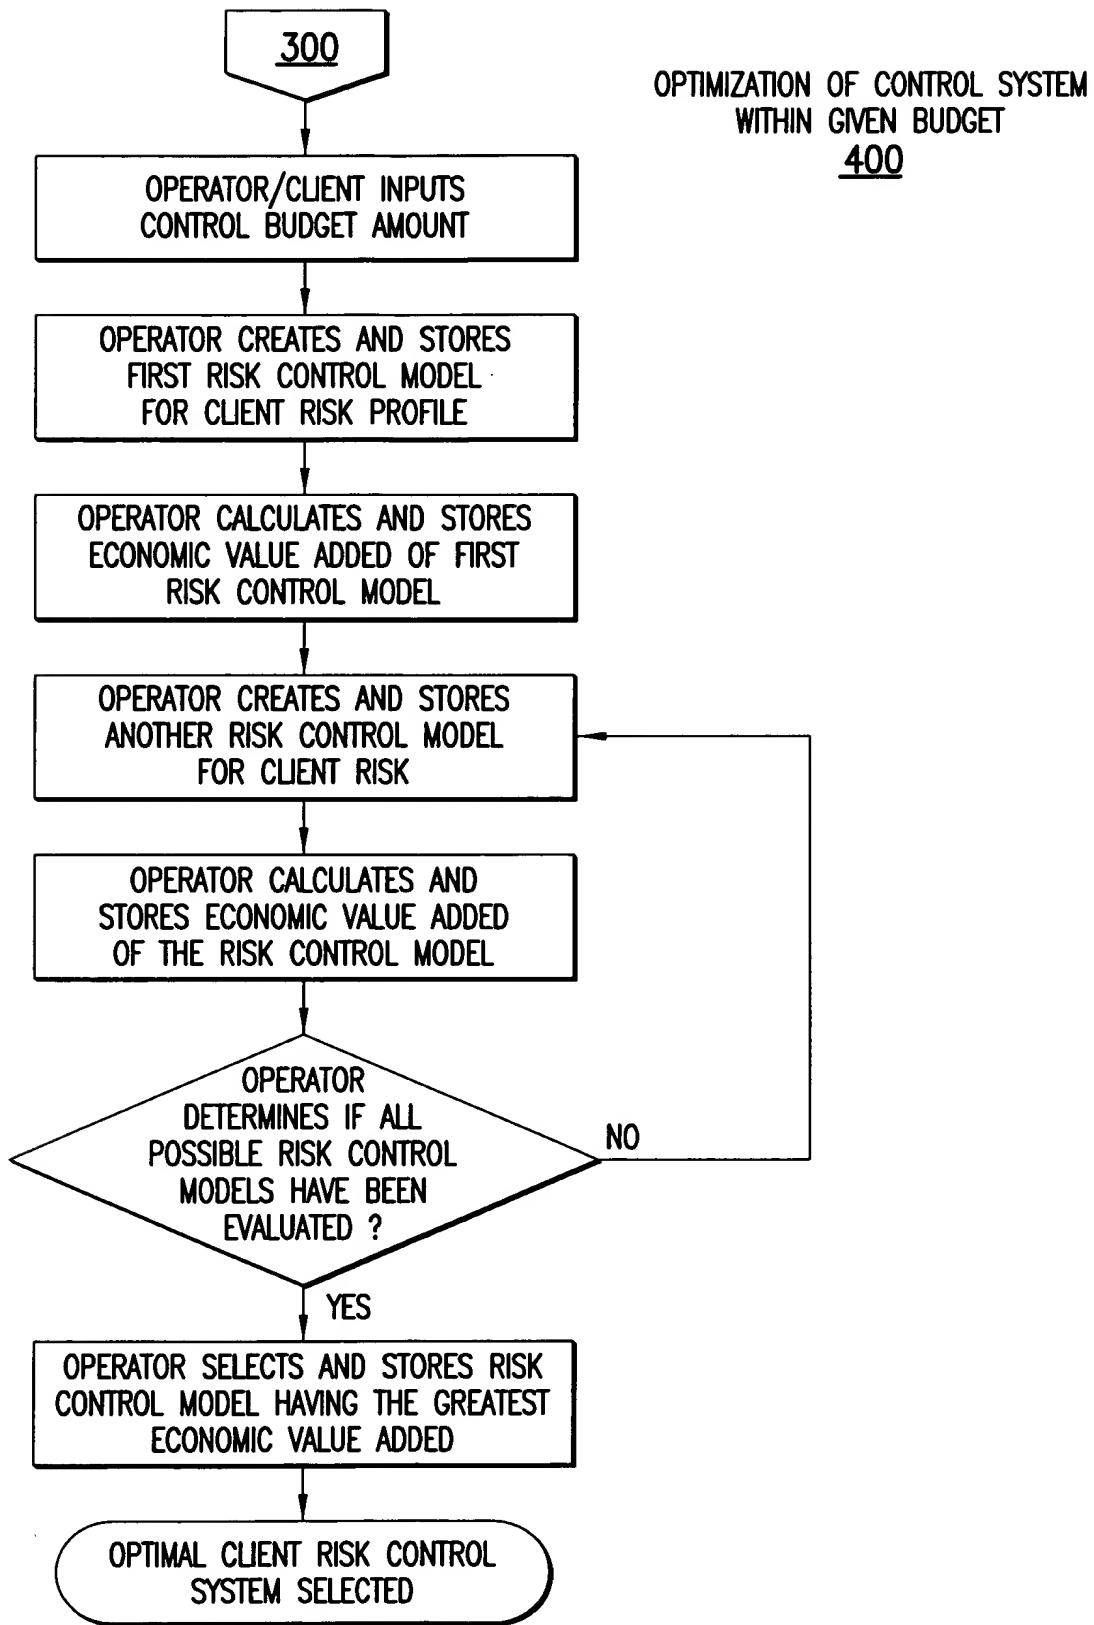 300
OPTIMIZATION OF CONTROL SYSTEM
WITHIN GIVEN BUDGET
400
OPERATOR/CLIENT INPUTS
CONTROL BUDGET AMOUNT
OPERATOR CREATES AND STORES
FIRST RISK CONTROL MODEL
FOR CLIENT RISK PROFILE
OPERATOR CALCULATES AND STORES
ECONOMIC VALUE ADDED OF FIRST
RISK CONTROL MODEL
OPERATOR CREATES AND STORES
ANOTHER RISK CONTROL MODEL
FOR CLIENT RISK
OPERATOR CALCULATES AND
STORES ECONOMIC VALUE ADDED
OF THE RISK CONTROL MODEL
OPERATOR
DETERMINES IF ALL
POSSIBLE RISK CONTROL
MODELS HAVE BEEN
EVALUATED ?
NO
YES
OPERATOR SELECTS AND STORES RISK
CONTROL MODEL HAVING THE GREATEST
ECONOMIC VALUE ADDED
OPTIMAL CLIENT RISK CONTROL
SYSTEM SELECTED